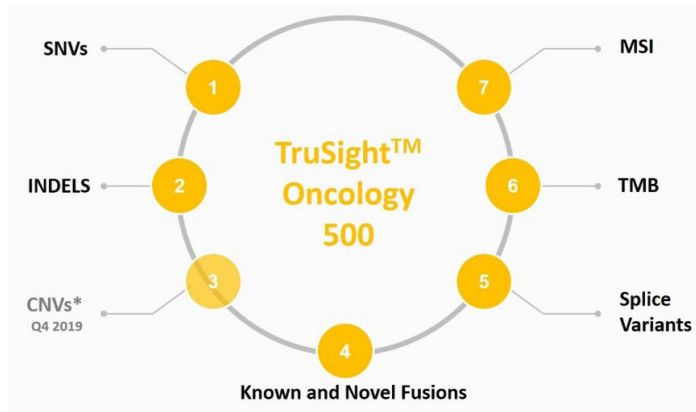 SNVs
1
7
MSI
TruSight™
Oncology
500
INDELS
2
6
TMB
CNVs*
Q4 2019
3
5
Splice
Variants
4
Known and Novel Fusions